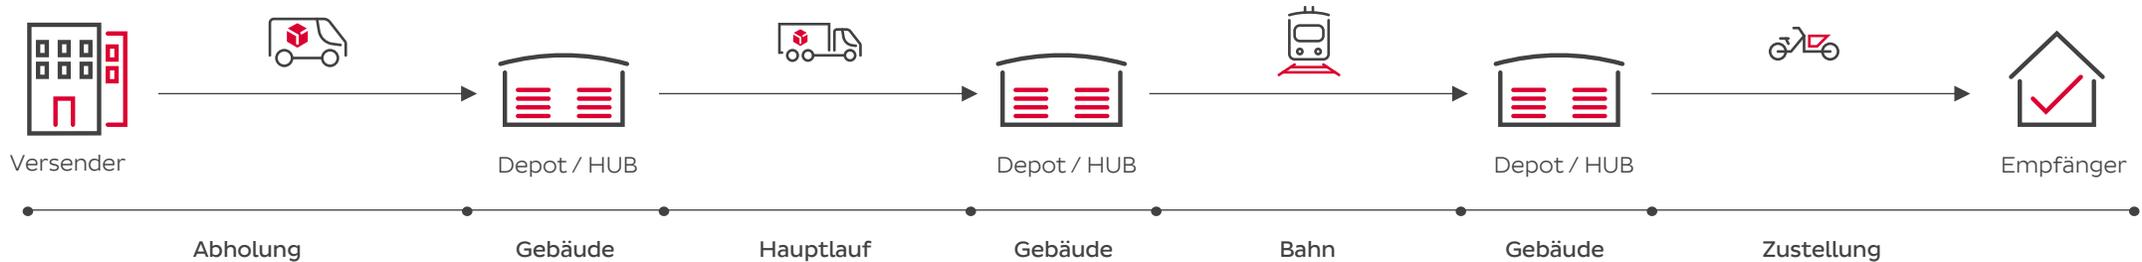 Versender
Depot / HUB
Depot / HUB
Depot / HUB
Empfänger
Abholung
Gebäude
Hauptlauf
Gebäude
Bahn
Gebäude
Zustellung